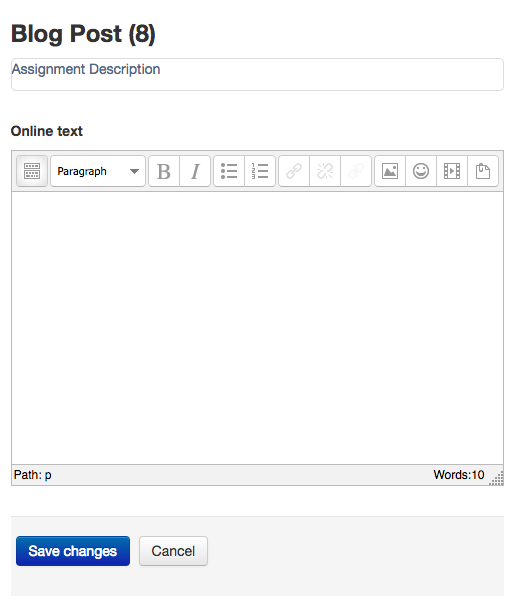 Blog Post (8)
Assignment Description
Online text
Paragraph B I
Path: p Words:10
Save changes Cancel